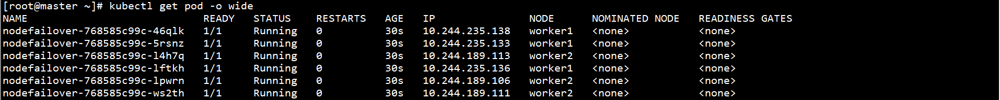 [root@master ~]# kubectl get pod -o wide
NAME                            READY   STATUS    RESTARTS   AGE   IP               NODE      NOMINATED NODE   READINESS GATES
nodefailover-768585c99c-46qlk   1/1     Running   0          30s   10.244.235.138   worker1   <none>           <none>
nodefailover-768585c99c-5rsnz   1/1     Running   0          30s   10.244.235.133   worker1   <none>           <none>
nodefailover-768585c99c-l4h7q   1/1     Running   0          30s   10.244.189.113   worker2   <none>           <none>
nodefailover-768585c99c-lftkh   1/1     Running   0          30s   10.244.235.136   worker1   <none>           <none>
nodefailover-768585c99c-lpwrn   1/1     Running   0          30s   10.244.189.106   worker2   <none>           <none>
nodefailover-768585c99c-ws2th   1/1     Running   0          30s   10.244.189.111   worker2   <none>           <none>